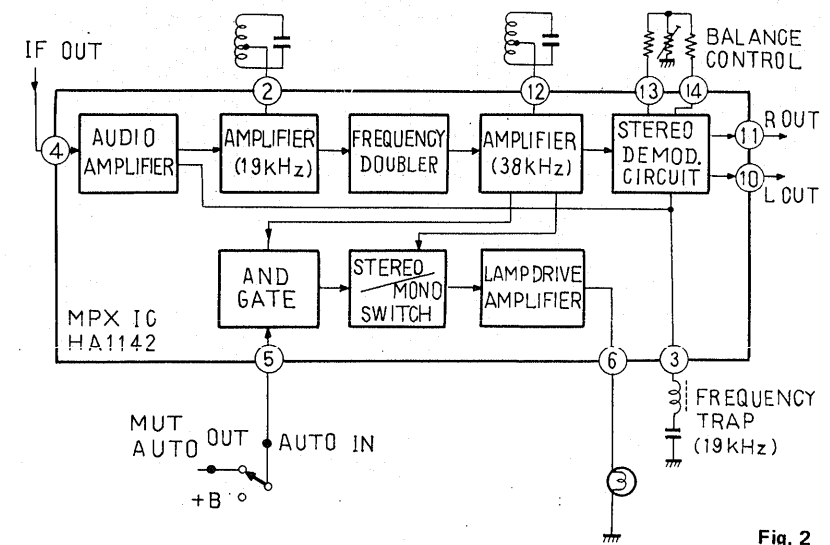 IF OUT
BALANCE
CONTROL
2
12
13
14
4
AUDIO
AMPLIFIER
AMPLIFIER
(19kHz)
FREQUENCY
DOUBLER
AMPLIFIER
(38kHz)
STEREO
DEMOD.
CIRCUIT
11
R OUT
10
L OUT
AND
GATE
STEREO
MONO
SWITCH
LAMP DRIVE
AMPLIFIER
MPX IC
HA1142
5
6
3
FREQUENCY
TRAP
(19kHz)
MUT
AUTO OUT
AUTO IN
+B
Fig. 2